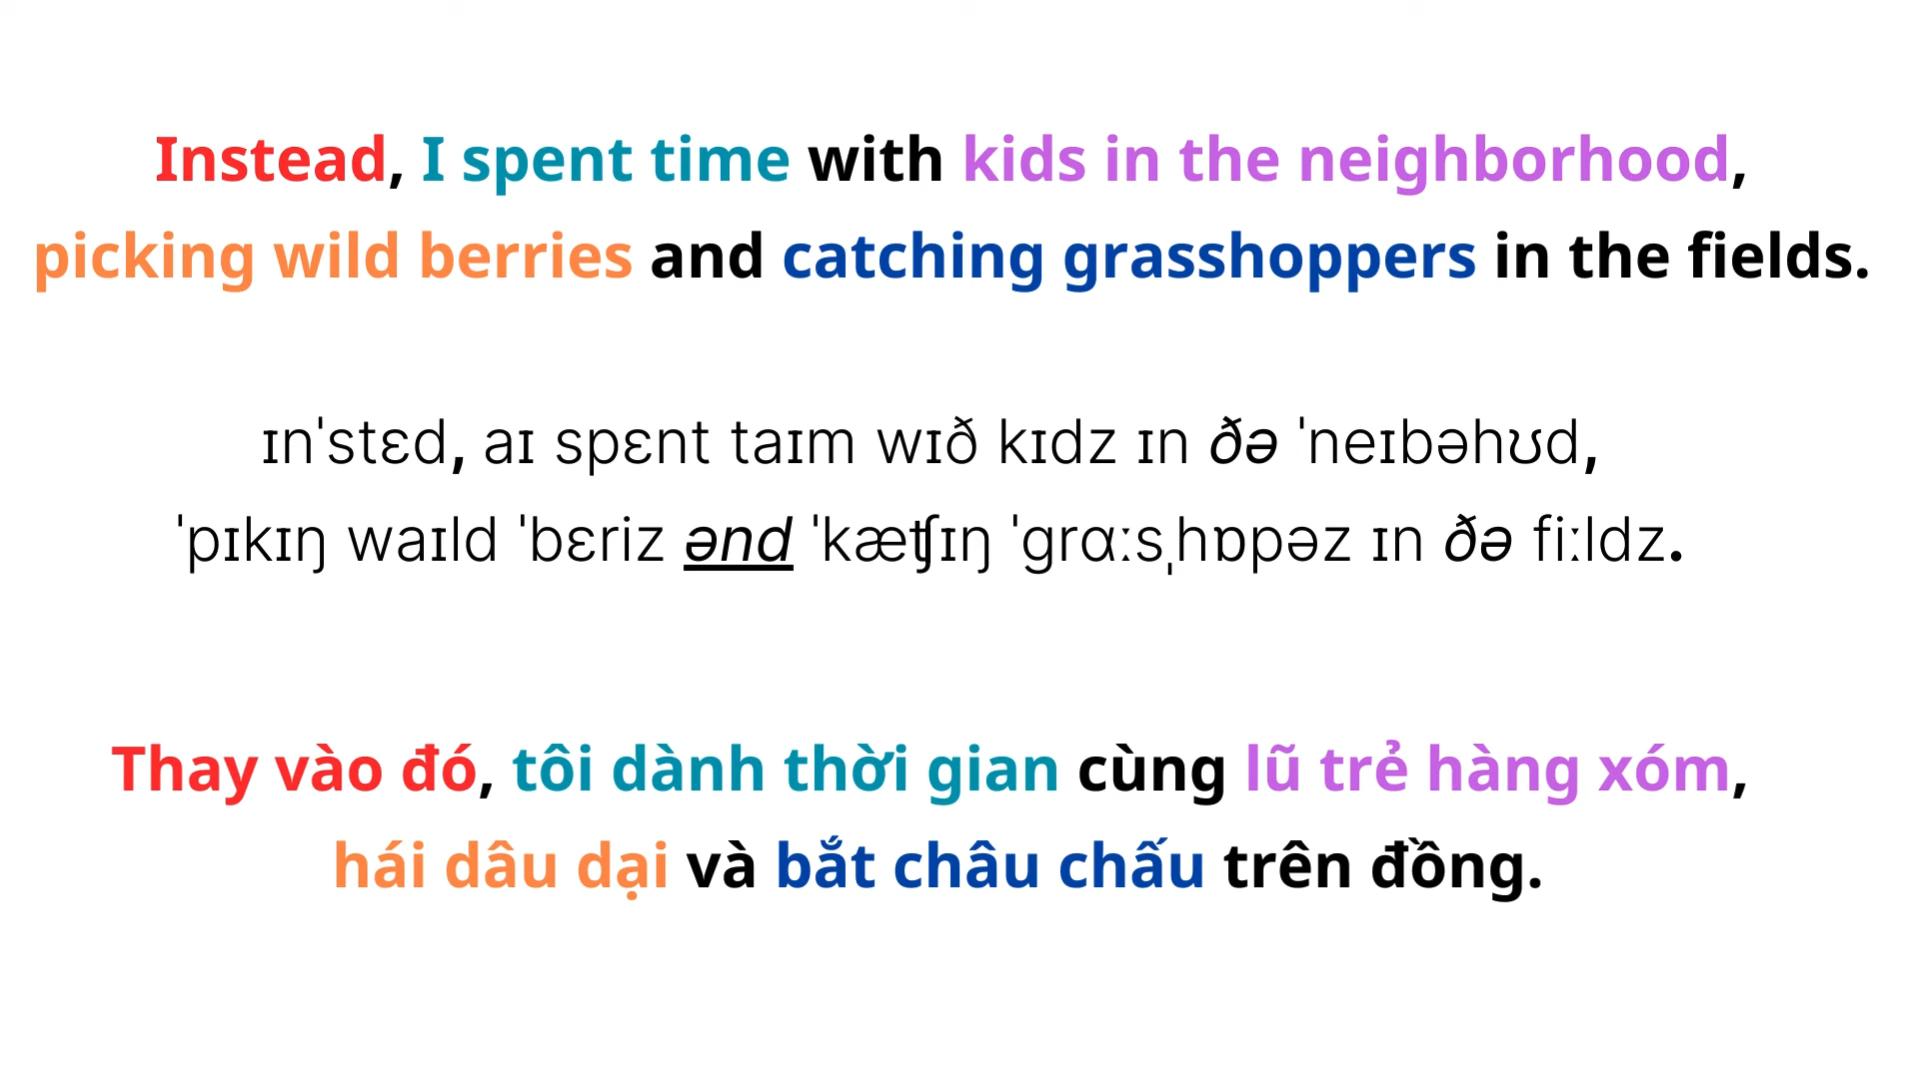 Instead, I spent time with kids in the neighborhood,
picking wild berries and catching grasshoppers in the fields.
ɪnˈstɛd, aɪ spɛnt taɪm wɪð kɪdz ɪn ðə ˈneɪbəhʊd,
ˈpɪkɪŋ waɪld ˈbɛriz ənd ˈkæʧɪŋ ˈɡrɑːsˌhɒpəz ɪn ðə fiːldz.
Thay vào đó, tôi dành thời gian cùng lũ trẻ hàng xóm,
hái dâu dại và bắt châu chấu trên đồng.